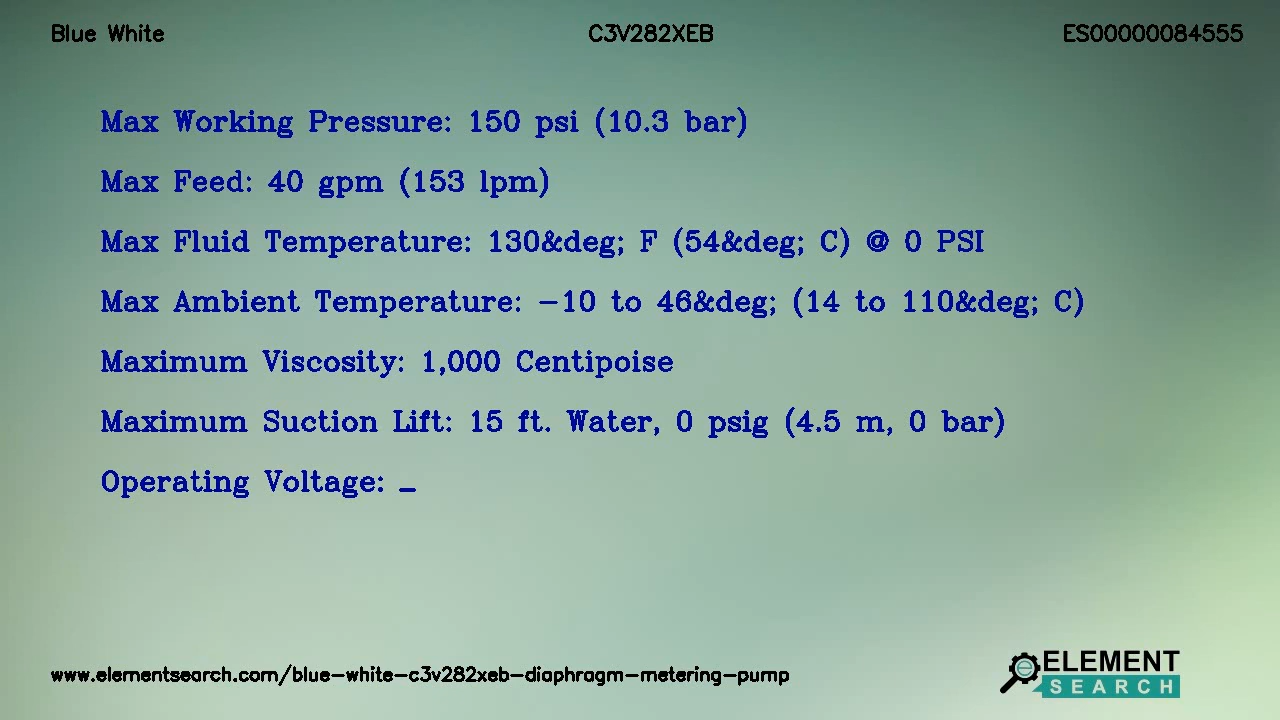 Blue White C3V282XEB ES00000084555
Max Working Pressure: 150 psi (10.3 bar)
Max Feed: 40 gpm (153 lpm)
Max Fluid Temperature: 130&deg; F (54&deg; C) @ 0 PSI
Max Ambient Temperature: -10 to 46&deg; (14 to 110&deg; C)
Maximum Viscosity: 1,000 Centipoise
Maximum Suction Lift: 15 ft. Water, 0 psig (4.5 m, 0 bar)
Operating Voltage: _
www.elementsearch.com/blue-white-c3v282xeb-diaphragm-metering-pump
e ELEMENT
SEARCH